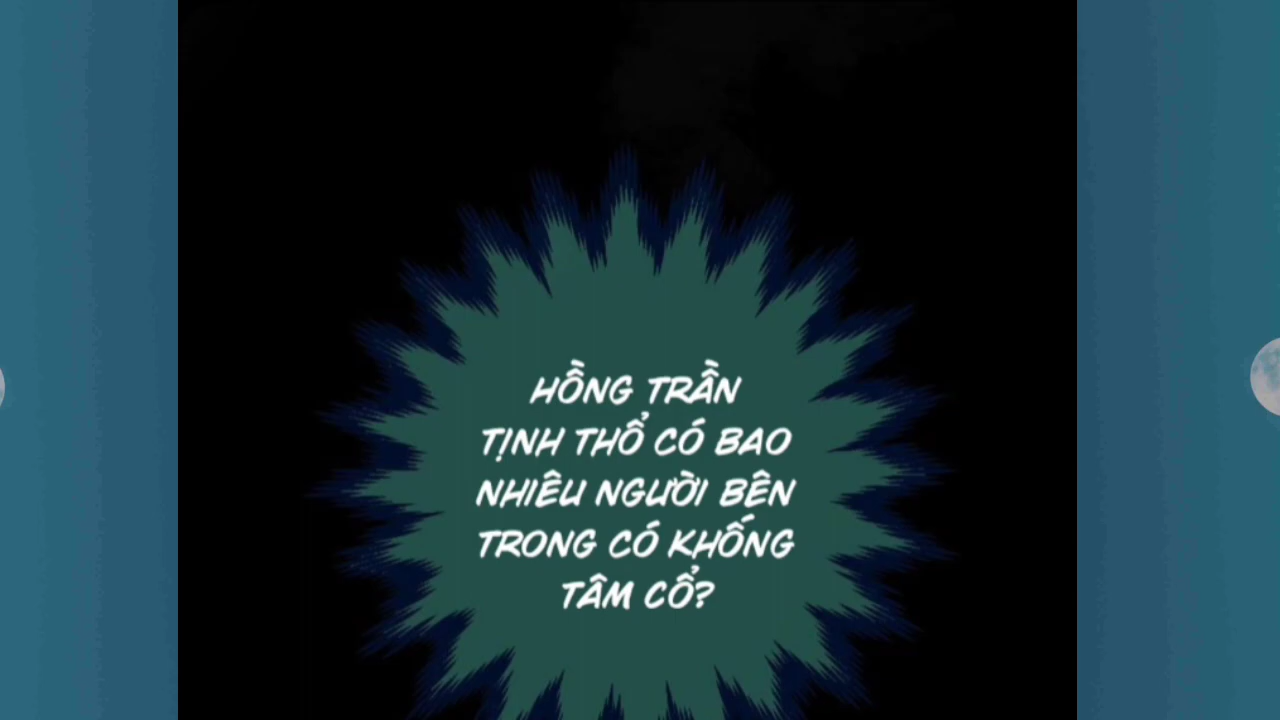 HỒNG TRẦN
TỊNH THỔ CÓ BAO
NHIÊU NGƯỜI BÊN
TRONG CÓ KHỐNG
TÂM CỔ?